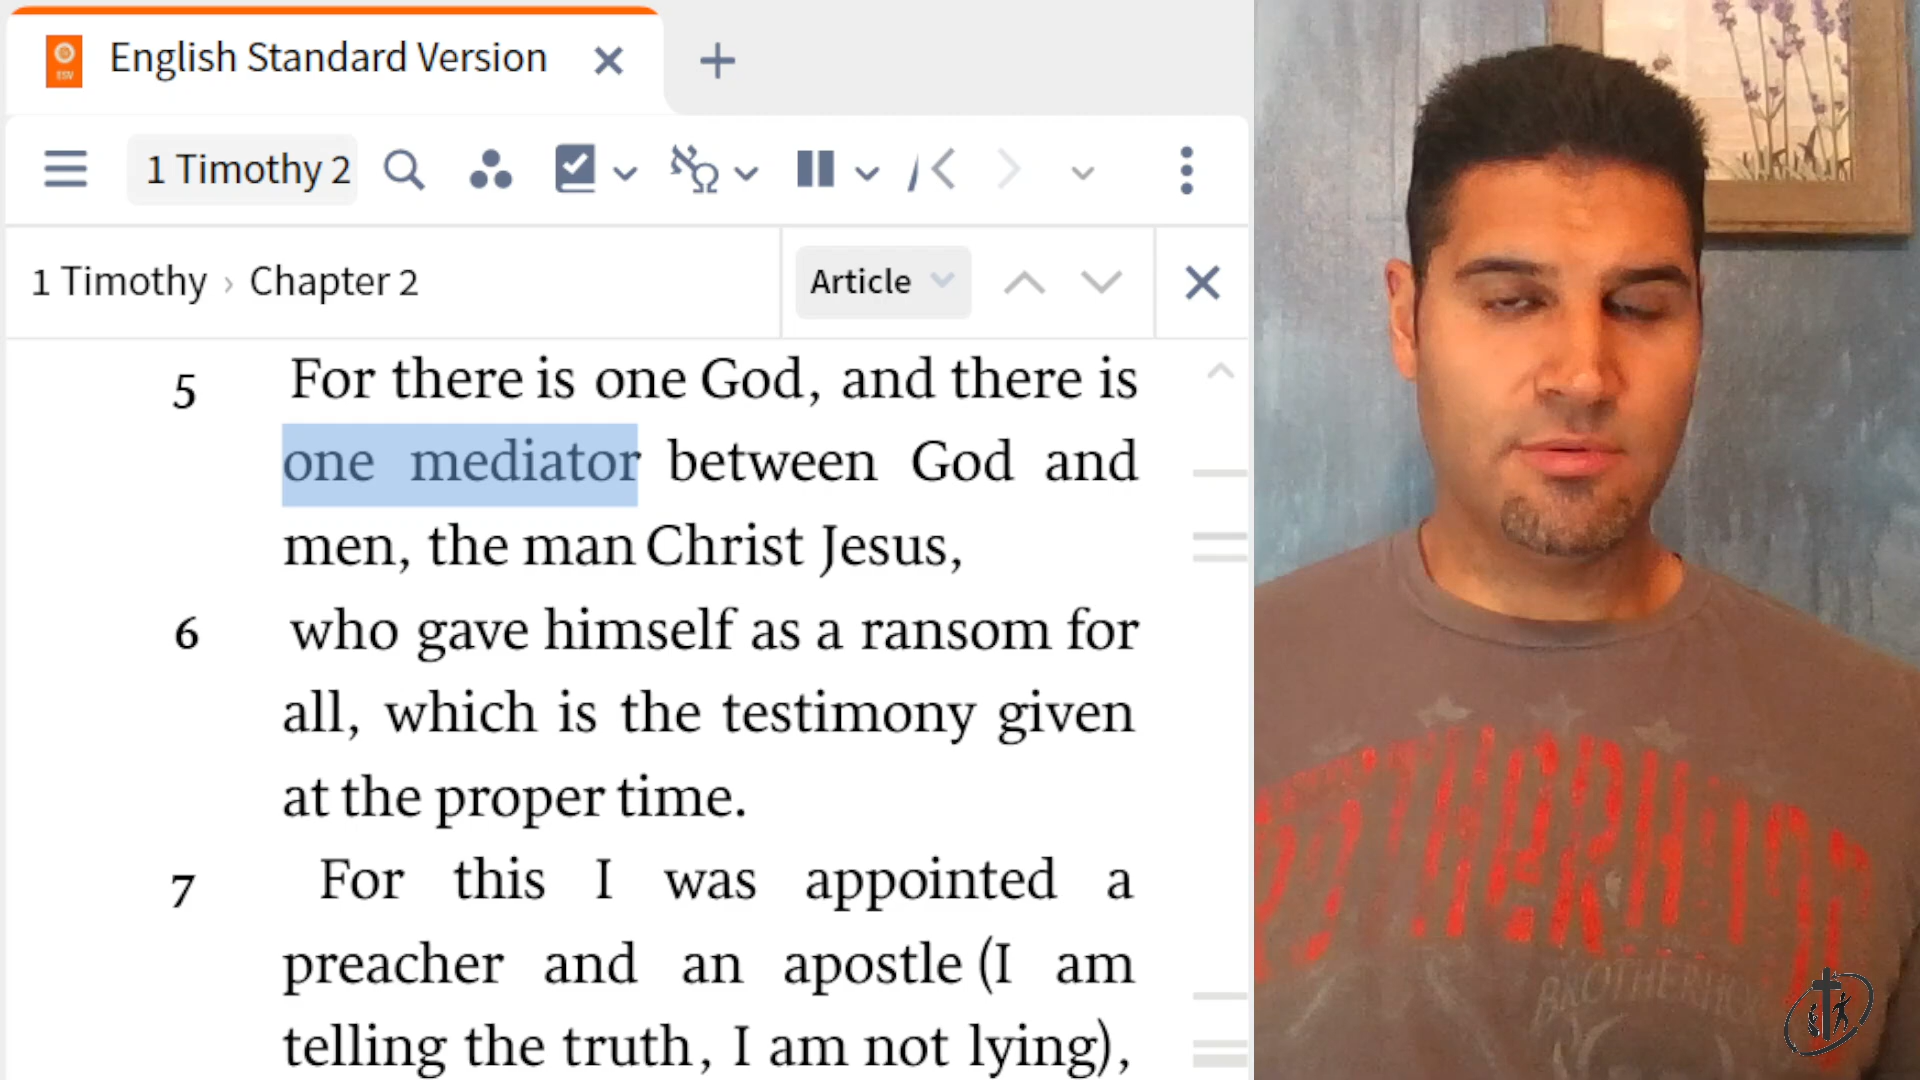 English Standard Version
ESV
1 Timothy 2
1 Timothy › Chapter 2
Article
5 For there is one God, and there is
one mediator between God and
men, the man Christ Jesus,
6 who gave himself as a ransom for
all, which is the testimony given
at the proper time.
7 For this I was appointed a
preacher and an apostle (I am
telling the truth, I am not lying),